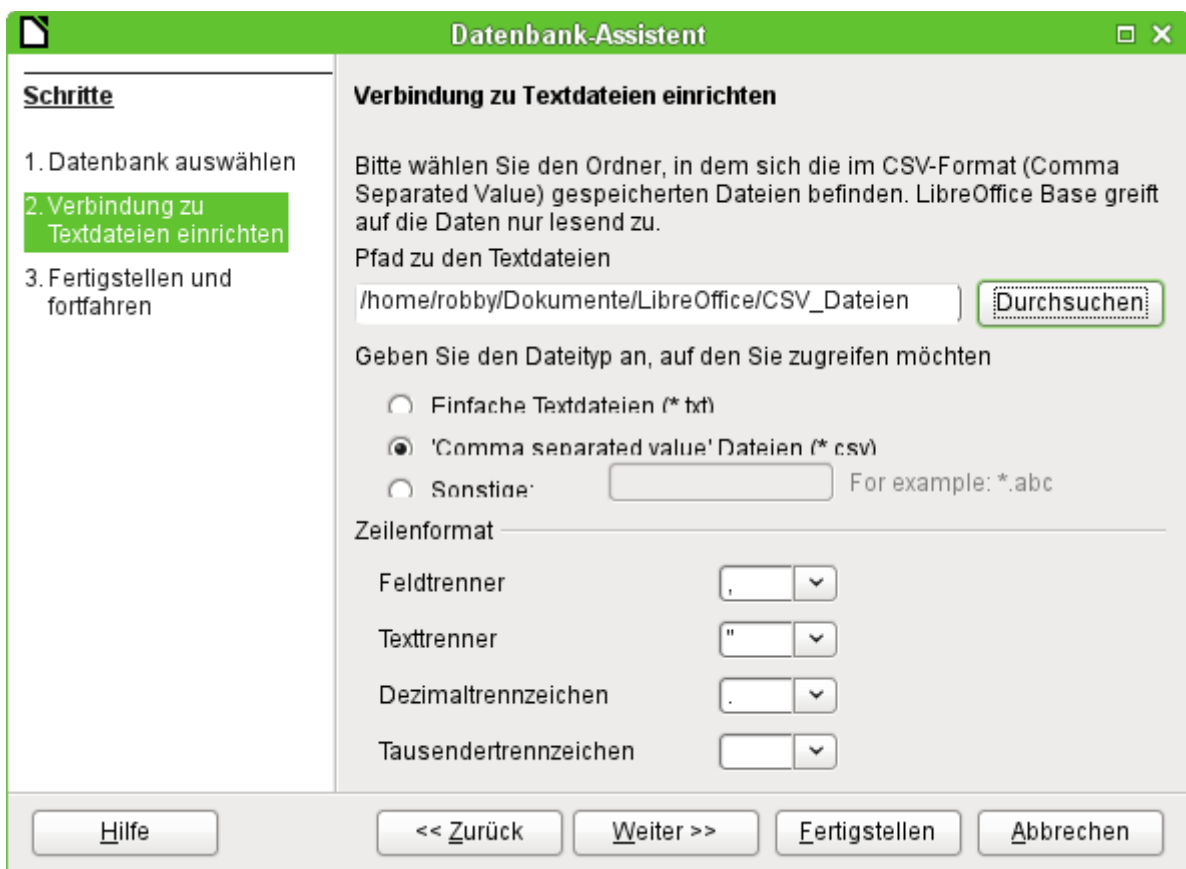 Datenbank-Assistent
Schritte
1. Datenbank auswählen
2. Verbindung zu
Textdateien einrichten
3. Fertigstellen und
fortfahren
Verbindung zu Textdateien einrichten
Bitte wählen Sie den Ordner, in dem sich die im CSV-Format (Comma
Separated Value) gespeicherten Dateien befinden. LibreOffice Base greift
auf die Daten nur lesend zu.
Pfad zu den Textdateien
/home/robby/Dokumente/LibreOffice/CSV_Dateien
Durchsuchen
Geben Sie den Dateityp an, auf den Sie zugreifen möchten
Einfache Textdateien (*.txt)
'Comma separated value' Dateien (*.csv)
Sonstige: For example: *.abc
Zeilenformat
Feldtrenner ,
Texttrenner "
Dezimaltrennzeichen .
Tausendertrennzeichen
Hilfe << Zurück Weiter >> Fertigstellen Abbrechen